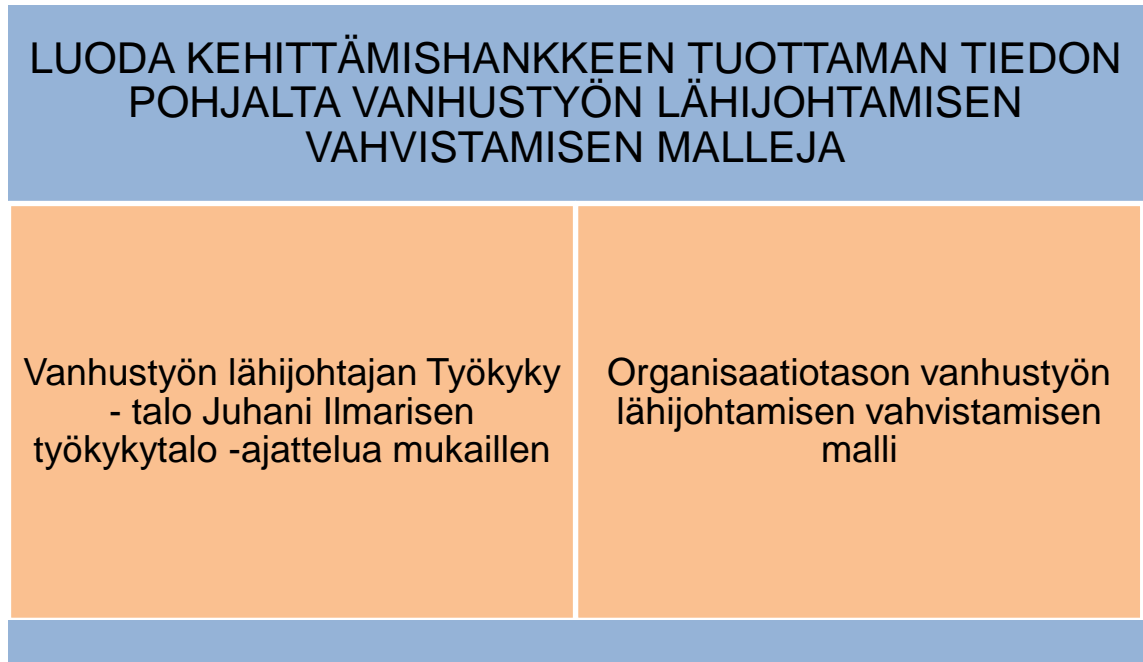 LUODA KEHITTÄMISHANKKEEN TUOTTAMAN TIEDON
POHJALTA VANHUSTYÖN LÄHIJOHTAMISEN
VAHVISTAMISEN MALLEJA
Vanhustyön lähijohtajan Työkyky
- talo Juhani Ilmarisen
työkykytalo -ajattelua mukaillen
Organisaatiotason vanhustyön
lähijohtamisen vahvistamisen
malli